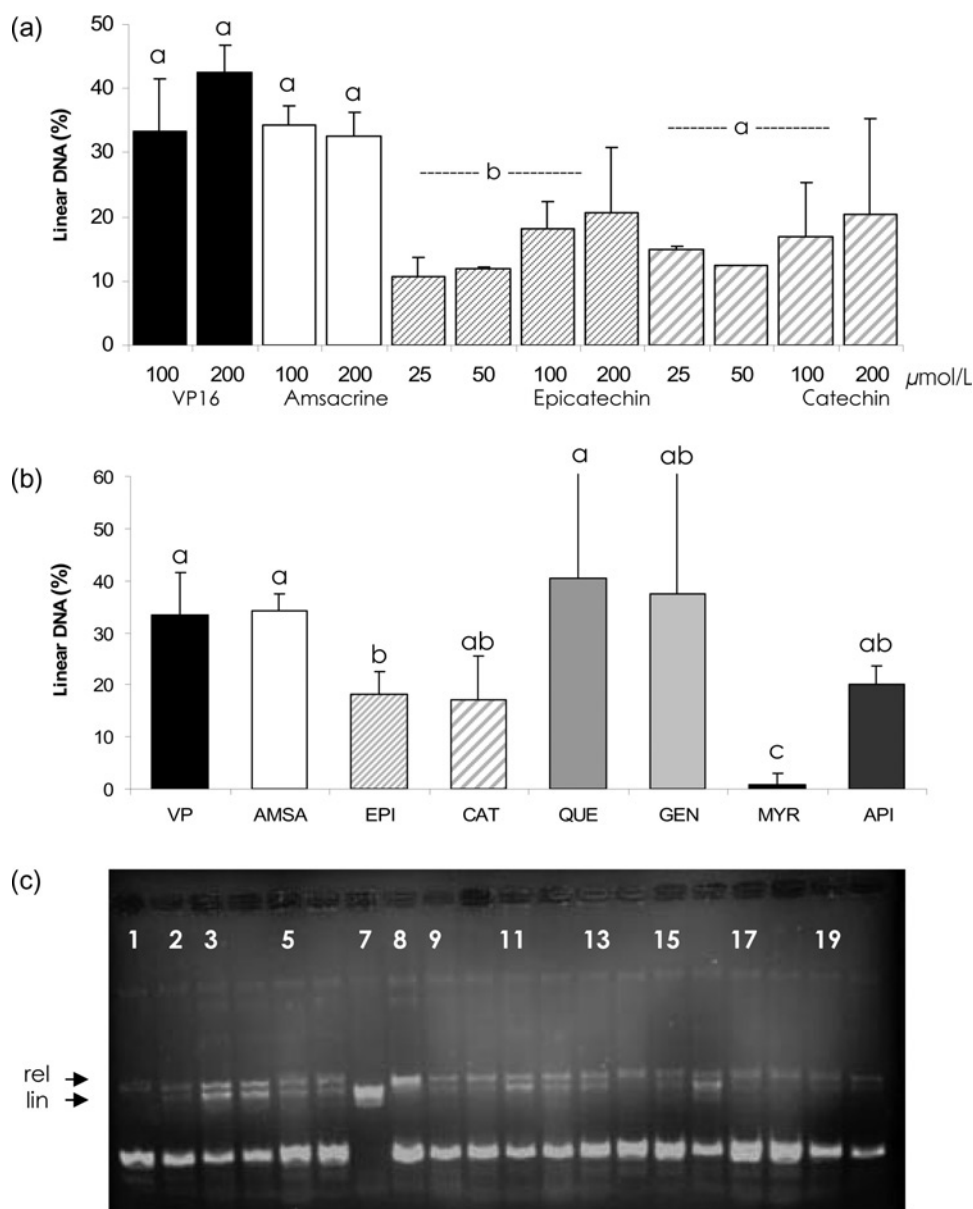 (a)
50
40
30
20
10
0
Linear DNA (%)
a a a a b a
100 200 100 200 25 50 100 200 25 50 100 200 µmol/L
VP16 Amsacrine Epicatechin Catechin
(b)
60
50
40
30
20
10
0
Linear DNA (%)
a a b ab a ab c ab
VP AMSA EPI CAT QUE GEN MYR API
(c)
1 2 3 5 7 8 9 11 13 15 17 19
rel
lin